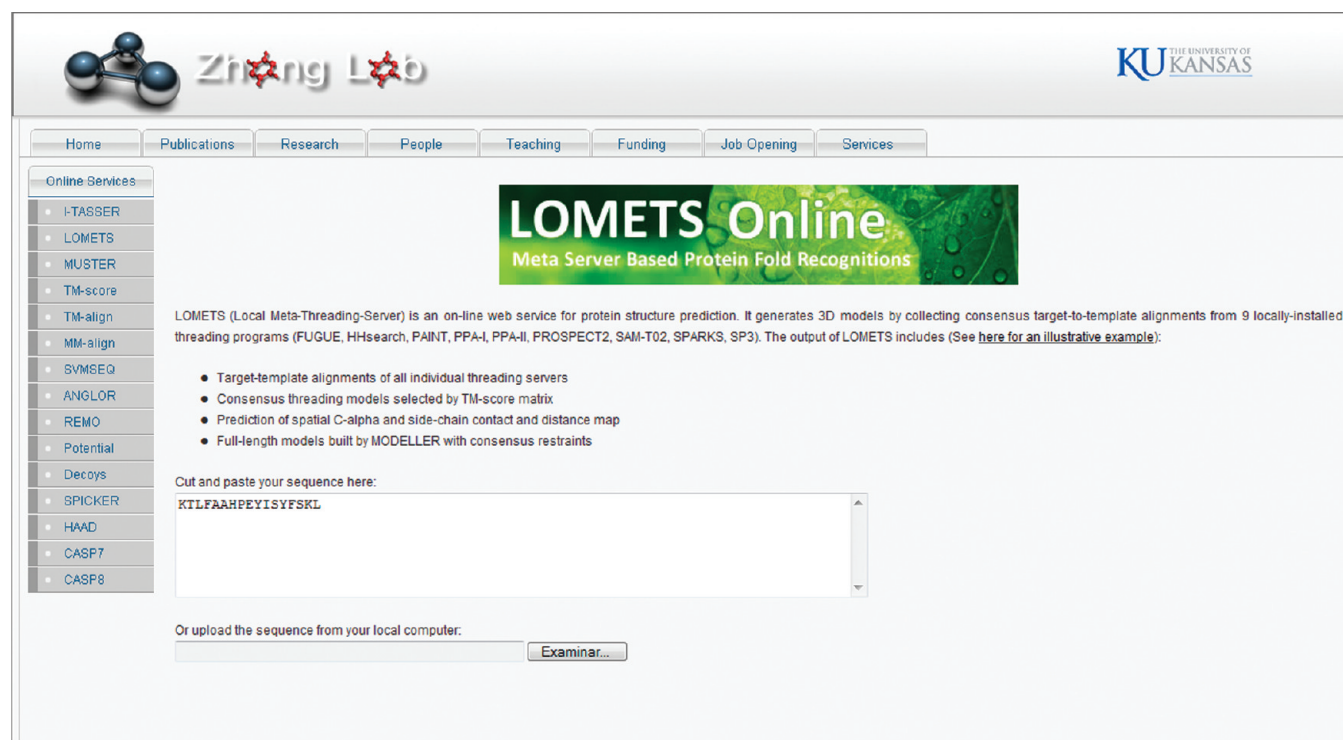 Zhang Lab
KU THE UNIVERSITY OF
KANSAS
Home Publications Research People Teaching Funding Job Opening Services
Online Services
I-TASSER
LOMETS
MUSTER
TM-score
TM-align
MM-align
SVMSEQ
ANGLOR
REMO
Potential
Decoys
SPICKER
HAAD
CASP7
CASP8
LOMETS Online
Meta Server Based Protein Fold Recognitions
LOMETS (Local Meta-Threading-Server) is an on-line web service for protein structure prediction. It generates 3D models by collecting consensus target-to-template alignments from 9 locally-installed
threading programs (FUGUE, HHsearch, PAINT, PPA-I, PPA-II, PROSPECT2, SAM-T02, SPARKS, SP3). The output of LOMETS includes (See here for an illustrative example):
● Target-template alignments of all individual threading servers
● Consensus threading models selected by TM-score matrix
● Prediction of spatial C-alpha and side-chain contact and distance map
● Full-length models built by MODELLER with consensus restraints
Cut and paste your sequence here:
KTLFAAHPEYISYFSKL
Or upload the sequence from your local computer:
Examinar...